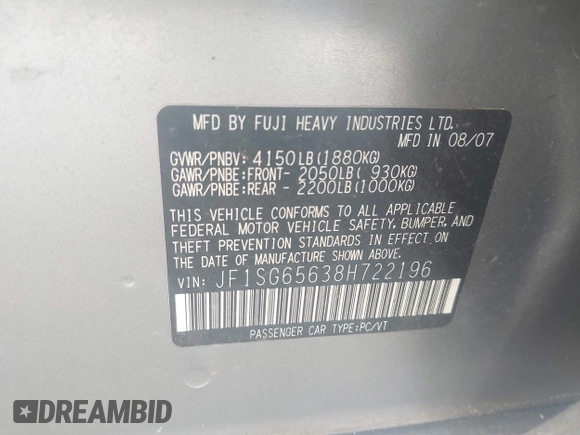 MFD BY FUJI HEAVY INDUSTRIES LTD.
MFD IN 08/07
GVWR/PNBV: 4150LB(1880KG)
GAWR/PNBE:FRONT- 2050LB( 930KG)
GAWR/PNBE:REAR - 2200LB(1000KG)
THIS VEHICLE CONFORMS TO ALL APPLICABLE
FEDERAL MOTOR VEHICLE SAFETY, BUMPER, AND
THEFT PREVENTION STANDARDS IN EFFECT ON
THE DATE OF MANUFACTURE SHOWN ABOVE.
VIN: JF1SG65638H722196
PASSENGER CAR TYPE:PC/VT
DREAMBID